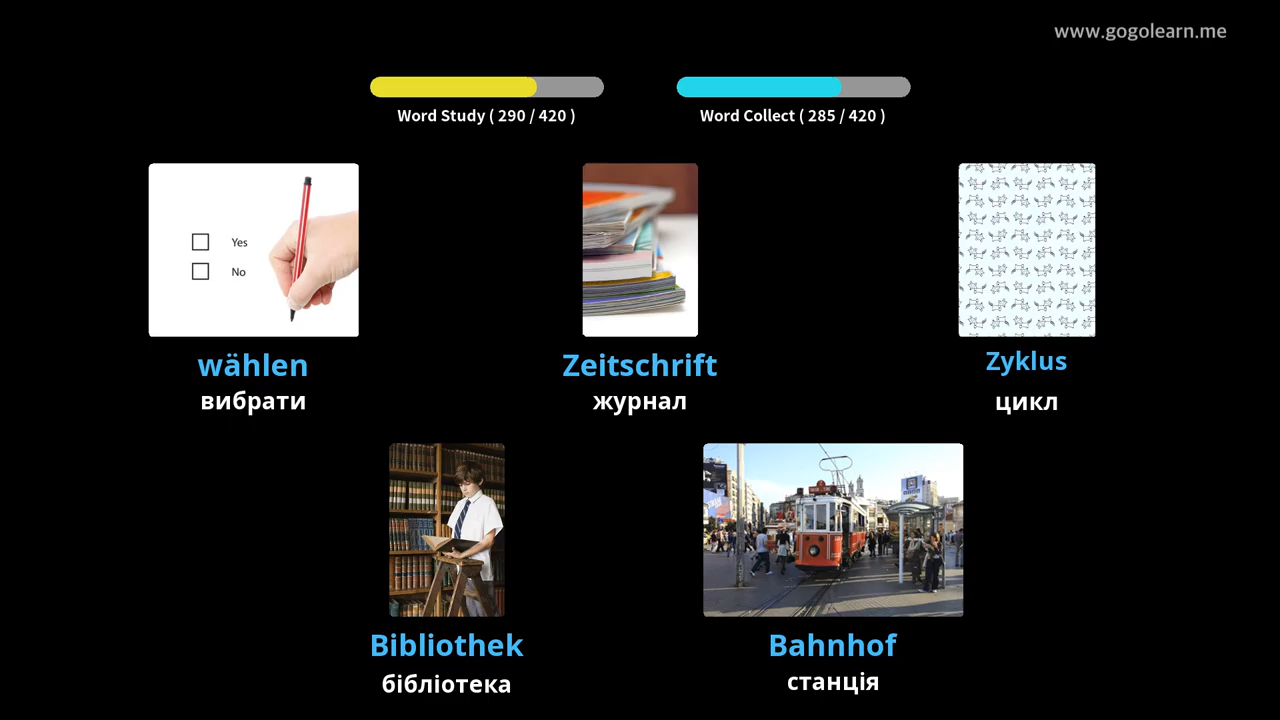 www.gogolearn.me
Word Study ( 290 / 420 )
Word Collect ( 285 / 420 )
Yes
No
wählen
вибрати
Zeitschrift
журнал
Zyklus
цикл
Bibliothek
бібліотека
Bahnhof
станція